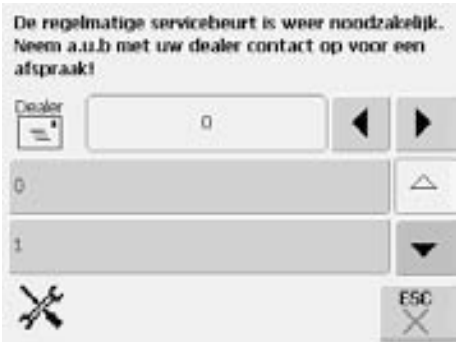 De regelmatige servicebeurt is weer noodzakelijk.
Neem a.u.b met uw dealer contact op voor een
afspraak!
Dealer
0
0
1
ESC